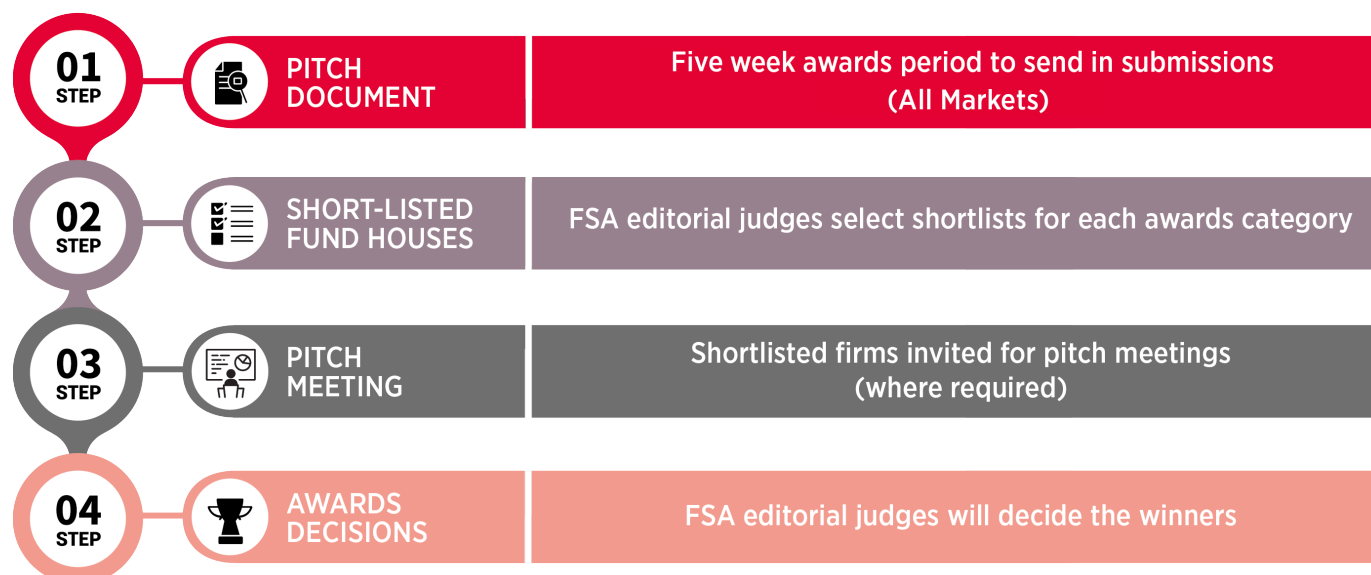 01
STEP
PITCH
DOCUMENT
Five week awards period to send in submissions
(All Markets)
02
STEP
SHORT-LISTED
FUND HOUSES
FSA editorial judges select shortlists for each awards category
03
STEP
PITCH
MEETING
Shortlisted firms invited for pitch meetings
(where required)
04
STEP
AWARDS
DECISIONS
FSA editorial judges will decide the winners